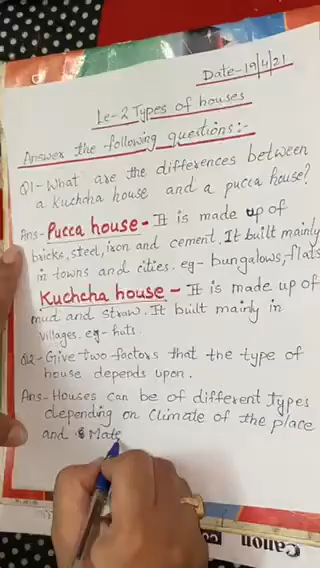 Date-19/4/21
Le-2 Types of houses
Answer the following questions:-
Q1-What are the differences between
a Kuchcha house and a pucca house?
Ans-Pucca house- It is made up of
bricks, steel, iron and cement. It built mainly
in towns and cities. eg- bungalows, flats
Kuchcha house- It is made up of
mud and straw. It built mainly in
villages. eg- huts.
Q2-Give two factors that the type of
house depends upon.
Ans-Houses can be of different Types
depending on Climate of the place
and Mate
Canon